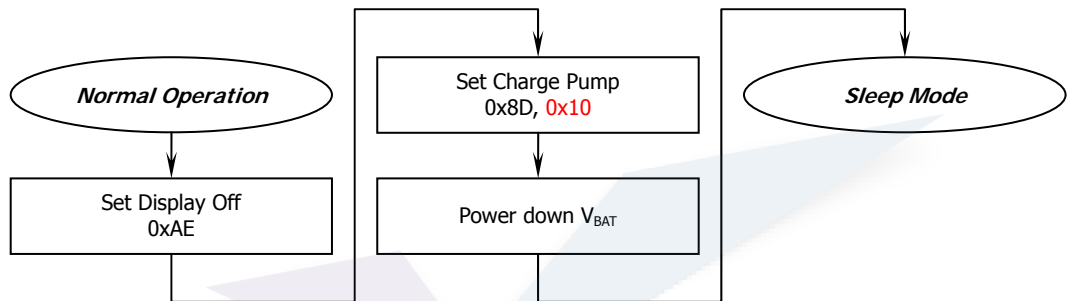 Normal Operation
Set Display Off
0xAE
Set Charge Pump
0x8D, 0x10
Power down VBAT
Sleep Mode